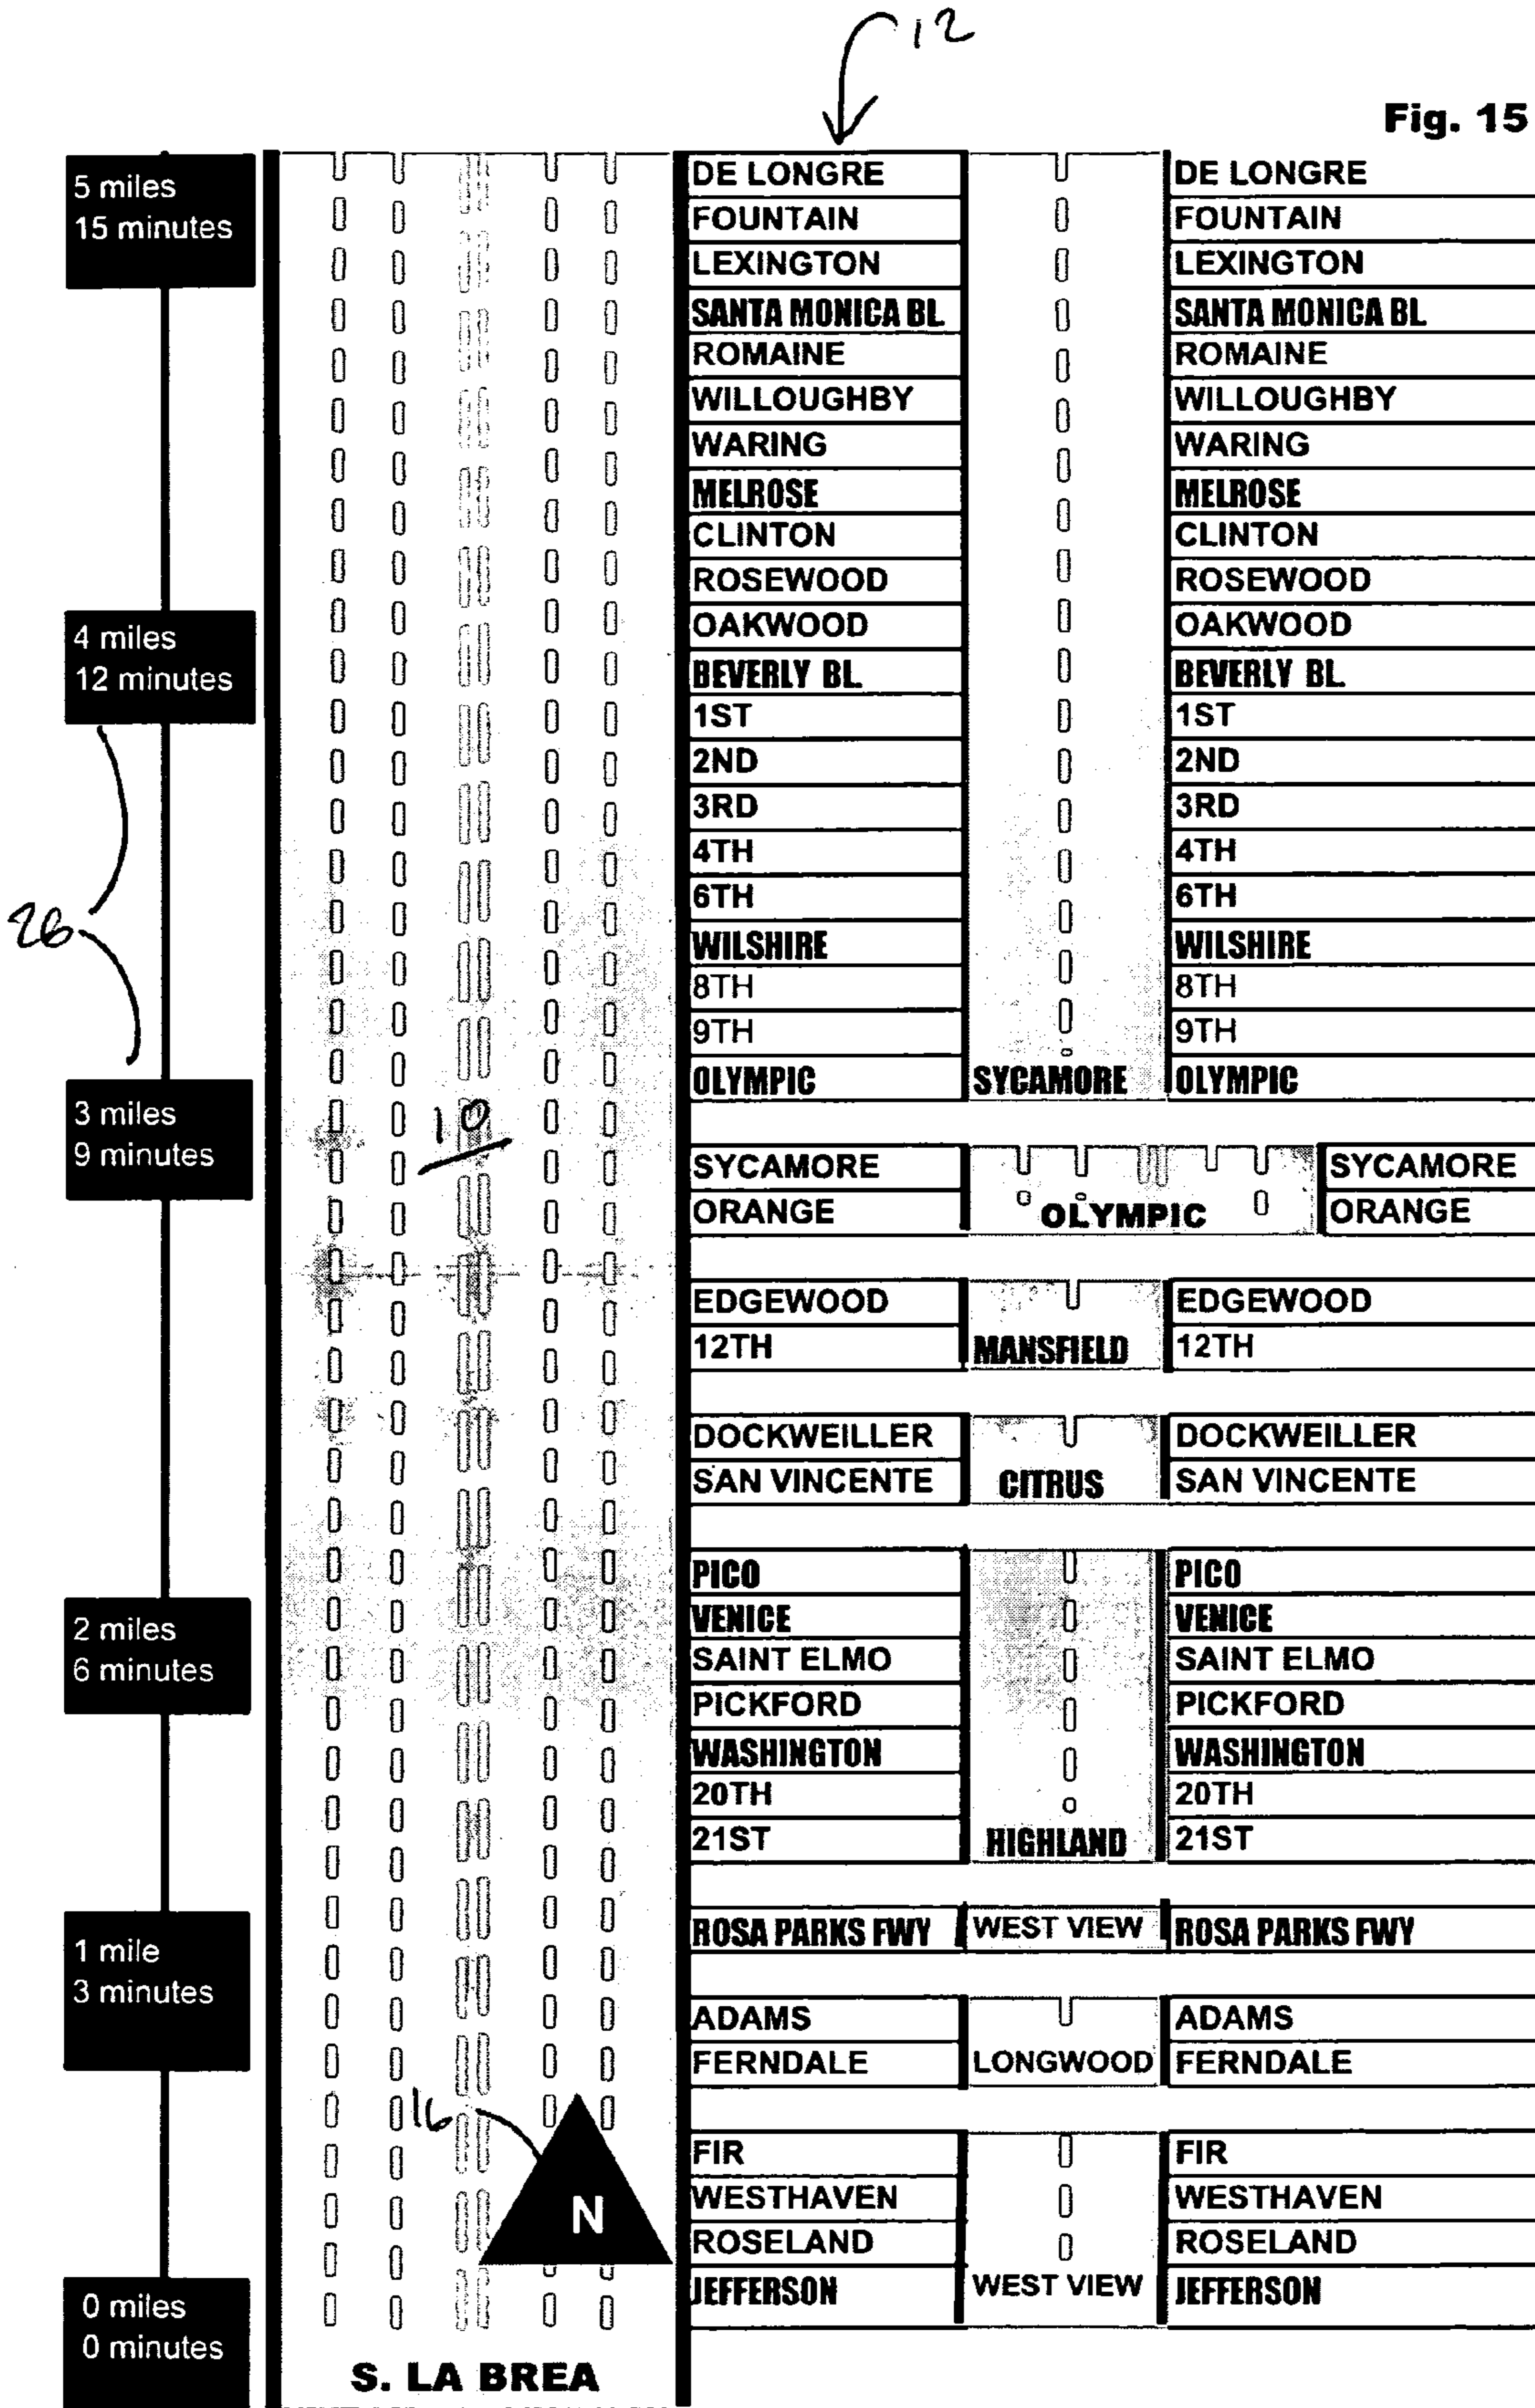 12
Fig. 15
5 miles
15 minutes
4 miles
12 minutes
26
3 miles
9 minutes
2 miles
6 minutes
1 mile
3 minutes
0 miles
0 minutes
10
16
N
S. LA BREA
DE LONGRE
FOUNTAIN
LEXINGTON
SANTA MONICA BL
ROMAINE
WILLOUGHBY
WARING
MELROSE
CLINTON
ROSEWOOD
OAKWOOD
BEVERLY BL
1ST
2ND
3RD
4TH
6TH
WILSHIRE
8TH
9TH
OLYMPIC
SYCAMORE
DE LONGRE
FOUNTAIN
LEXINGTON
SANTA MONICA BL
ROMAINE
WILLOUGHBY
WARING
MELROSE
CLINTON
ROSEWOOD
OAKWOOD
BEVERLY BL
1ST
2ND
3RD
4TH
6TH
WILSHIRE
8TH
9TH
OLYMPIC
SYCAMORE
ORANGE
OLYMPIC
SYCAMORE
ORANGE
EDGEWOOD
12TH
MANSFIELD
EDGEWOOD
12TH
DOCKWEILLER
SAN VINCENTE
CITRUS
DOCKWEILLER
SAN VINCENTE
PICO
VENICE
SAINT ELMO
PICKFORD
WASHINGTON
20TH
21ST
HIGHLAND
PICO
VENICE
SAINT ELMO
PICKFORD
WASHINGTON
20TH
21ST
ROSA PARKS FWY
WEST VIEW
ROSA PARKS FWY
ADAMS
FERNDALE
LONGWOOD
ADAMS
FERNDALE
FIR
WESTHAVEN
ROSELAND
JEFFERSON
WEST VIEW
FIR
WESTHAVEN
ROSELAND
JEFFERSON